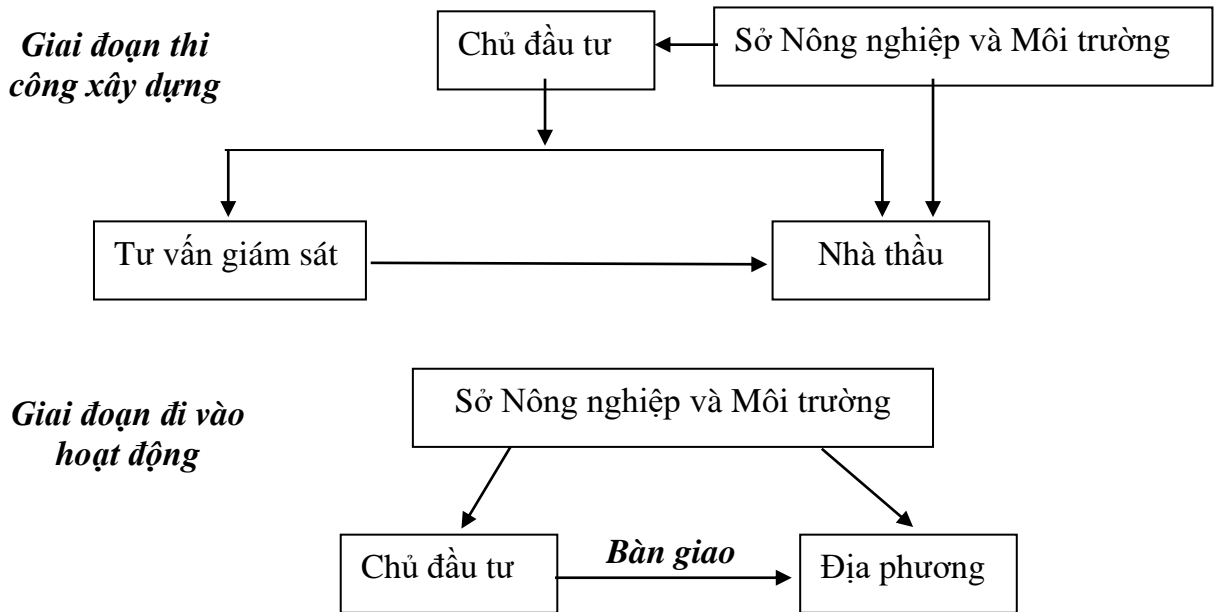 Giai đoạn thi
công xây dựng
Chủ đầu tư
Sở Nông nghiệp và Môi trường
Tư vấn giám sát
Nhà thầu
Giai đoạn đi vào
hoạt động
Sở Nông nghiệp và Môi trường
Chủ đầu tư
Bàn giao
Địa phương